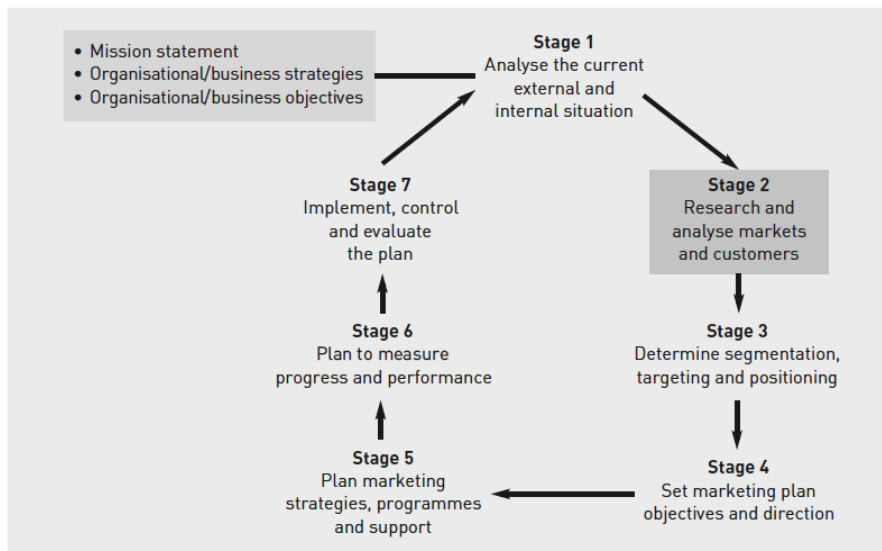 • Mission statement
• Organisational/business strategies
• Organisational/business objectives
Stage 1
Analyse the current
external and
internal situation
Stage 2
Research and
analyse markets
and customers
Stage 3
Determine segmentation,
targeting and positioning
Stage 4
Set marketing plan
objectives and direction
Stage 5
Plan marketing
strategies, programmes
and support
Stage 6
Plan to measure
progress and performance
Stage 7
Implement, control
and evaluate
the plan